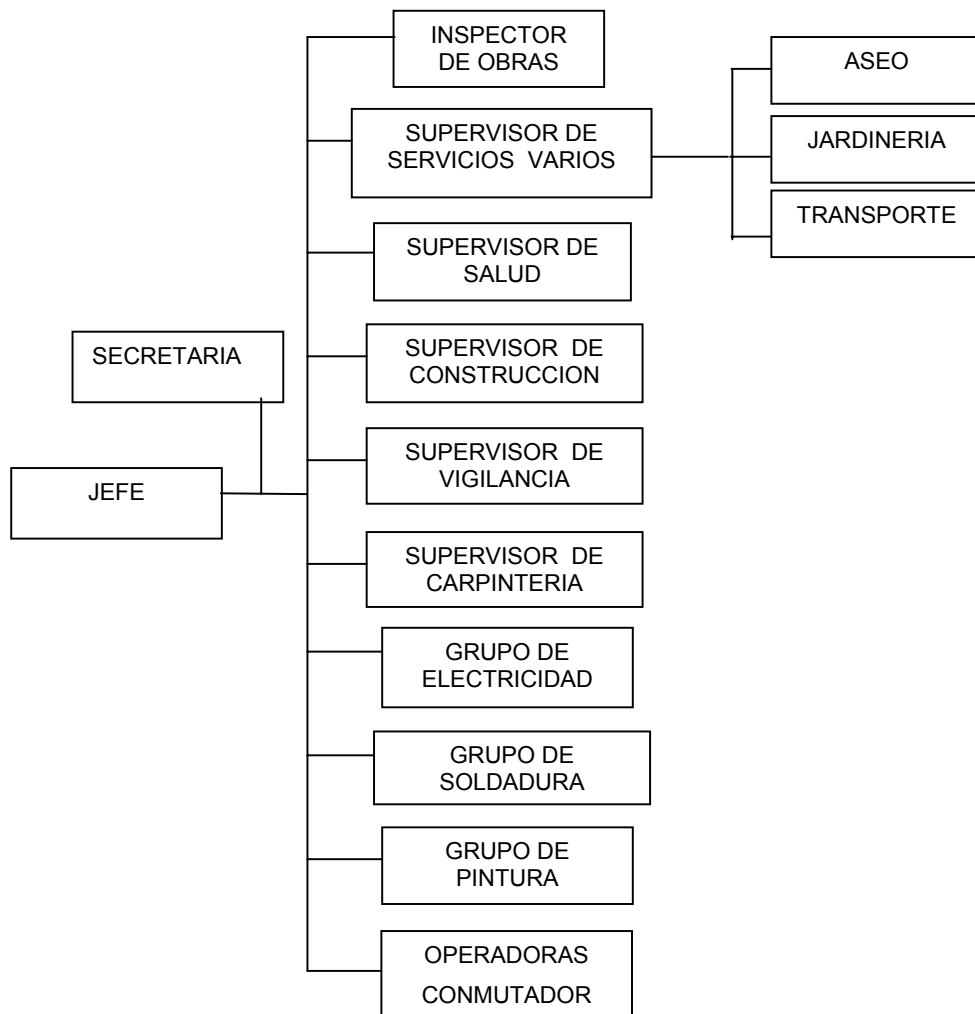 INSPECTOR
DE OBRAS
ASEO
SUPERVISOR DE
SERVICIOS VARIOS
JARDINERIA
TRANSPORTE
SUPERVISOR DE
SALUD
SECRETARIA
SUPERVISOR DE
CONSTRUCCION
SUPERVISOR DE
VIGILANCIA
JEFE
SUPERVISOR DE
CARPINTERIA
GRUPO DE
ELECTRICIDAD
GRUPO DE
SOLDADURA
GRUPO DE
PINTURA
OPERADORAS
CONMUTADOR